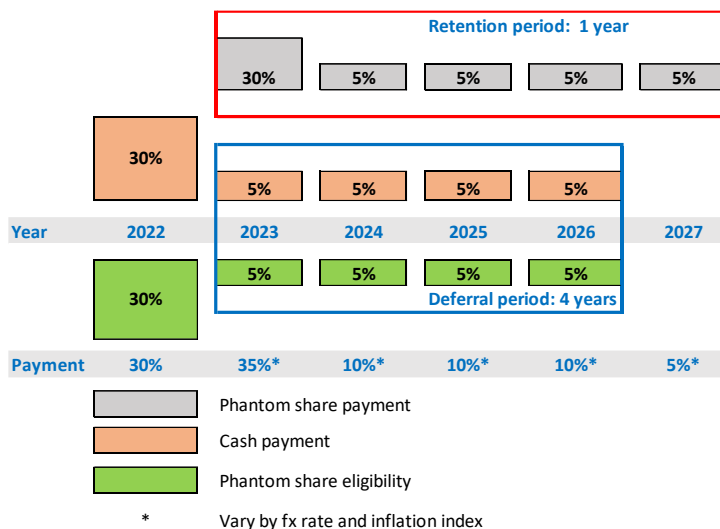 Retention period: 1 year
30% 5% 5% 5% 5%
30%
5% 5% 5% 5%
Year 2022 2023 2024 2025 2026 2027
5% 5% 5% 5%
30%
Deferral period: 4 years
Payment 30% 35%* 10%* 10%* 10%* 5%*
Phantom share payment
Cash payment
Phantom share eligibility
* Vary by fx rate and inflation index